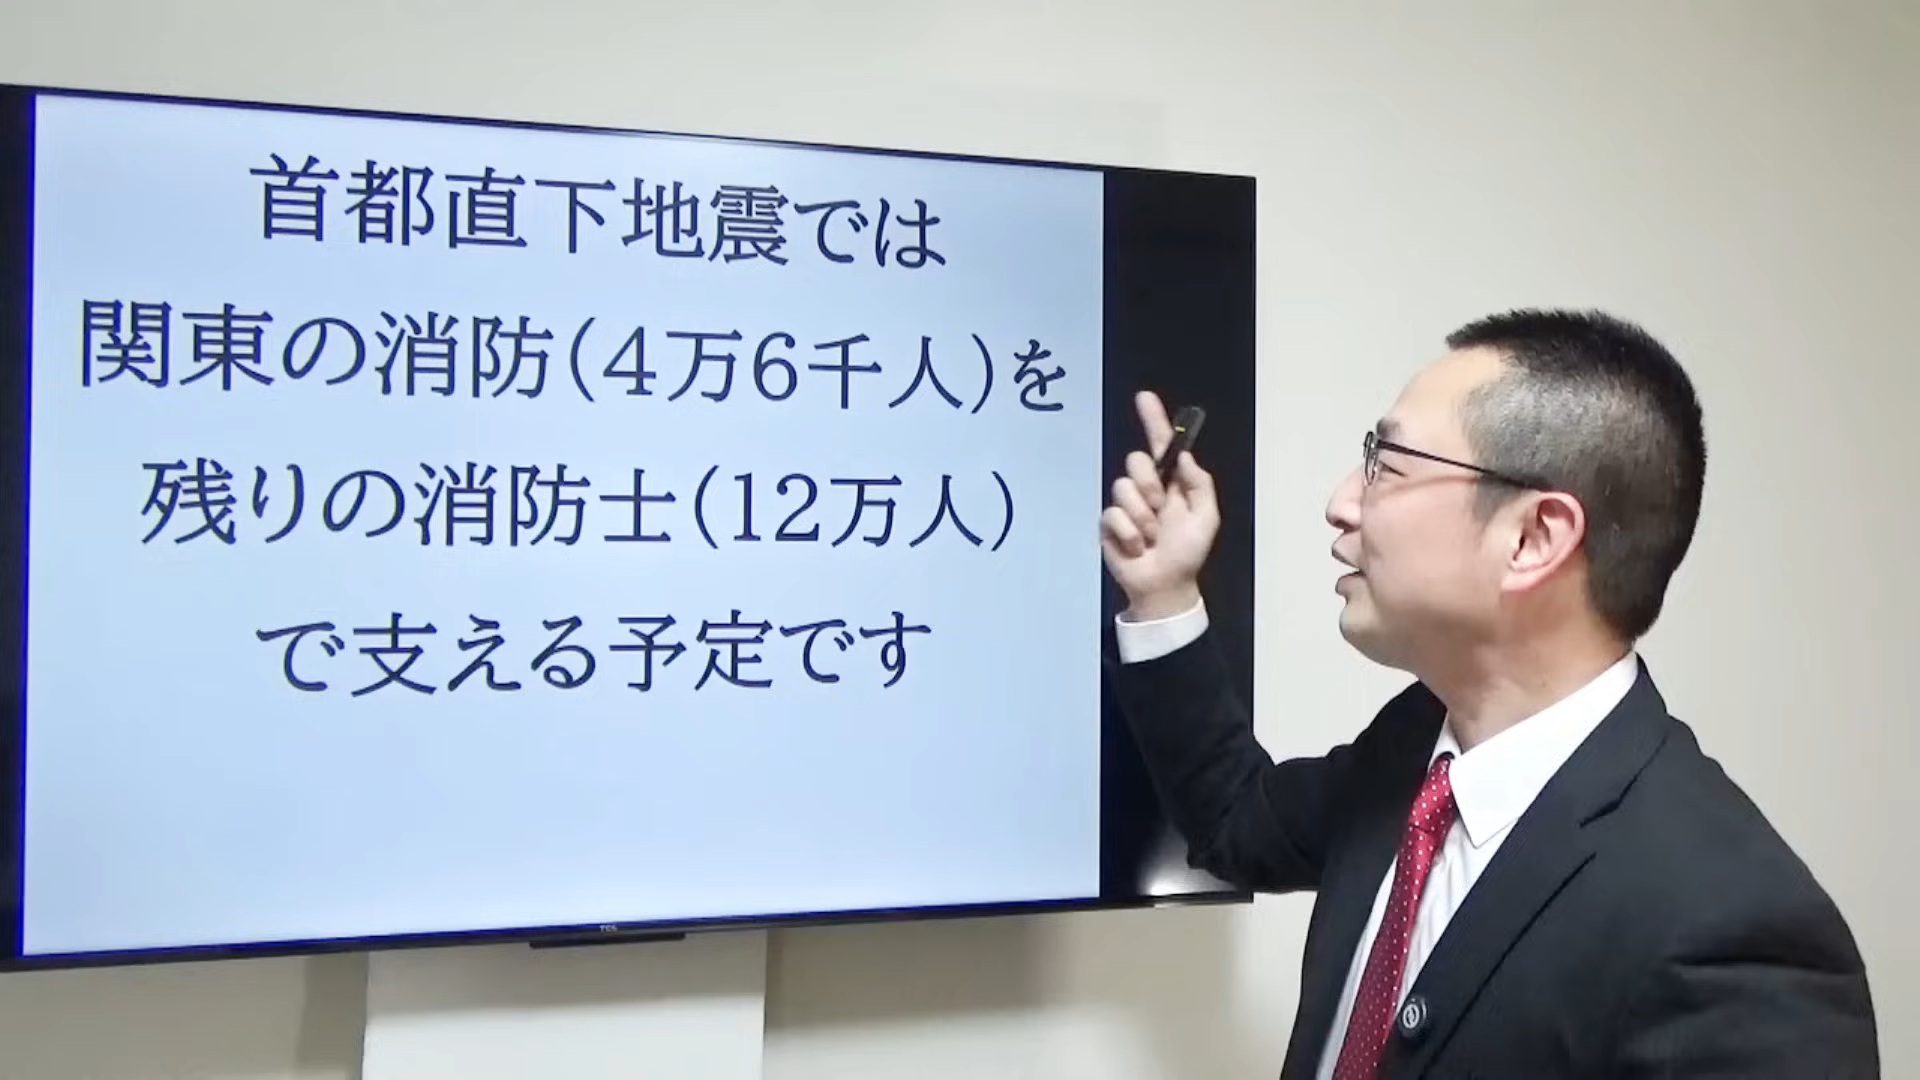 首都直下地震では
関東の消防(4万6千人)を
残りの消防士(12万人)
で支える予定です
TCL